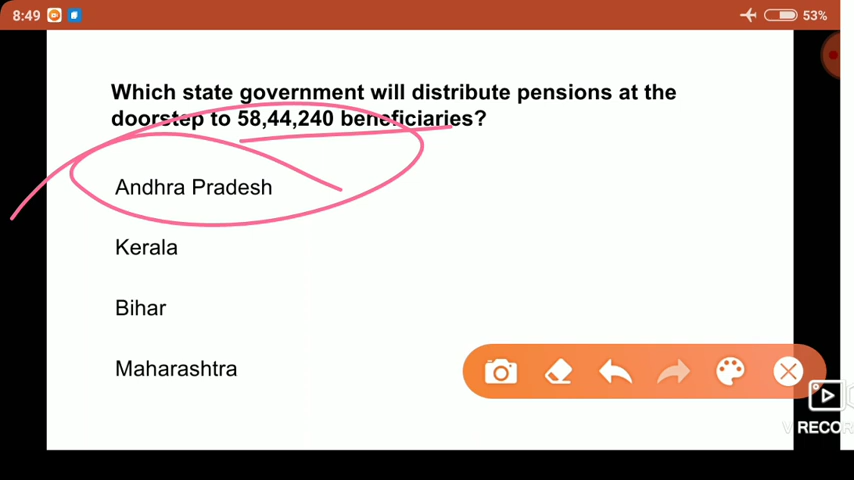 8:49
53%
Which state government will distribute pensions at the
doorstep to 58,44,240 beneficiaries?
Andhra Pradesh
Kerala
Bihar
Maharashtra
RECOR